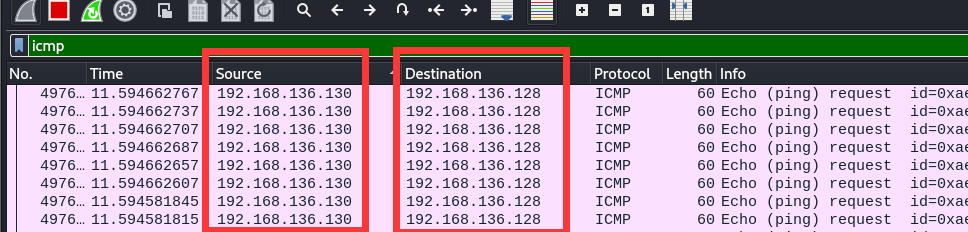 icmp
No. Time Source Destination Protocol Length Info
4976… 11.594662767 192.168.136.130 192.168.136.128 ICMP 60 Echo (ping) request id=0xae
4976… 11.594662737 192.168.136.130 192.168.136.128 ICMP 60 Echo (ping) request id=0xae
4976… 11.594662707 192.168.136.130 192.168.136.128 ICMP 60 Echo (ping) request id=0xae
4976… 11.594662687 192.168.136.130 192.168.136.128 ICMP 60 Echo (ping) request id=0xae
4976… 11.594662657 192.168.136.130 192.168.136.128 ICMP 60 Echo (ping) request id=0xae
4976… 11.594662607 192.168.136.130 192.168.136.128 ICMP 60 Echo (ping) request id=0xae
4976… 11.594581845 192.168.136.130 192.168.136.128 ICMP 60 Echo (ping) request id=0xae
4976… 11.594581815 192.168.136.130 192.168.136.128 ICMP 60 Echo (ping) request id=0xae